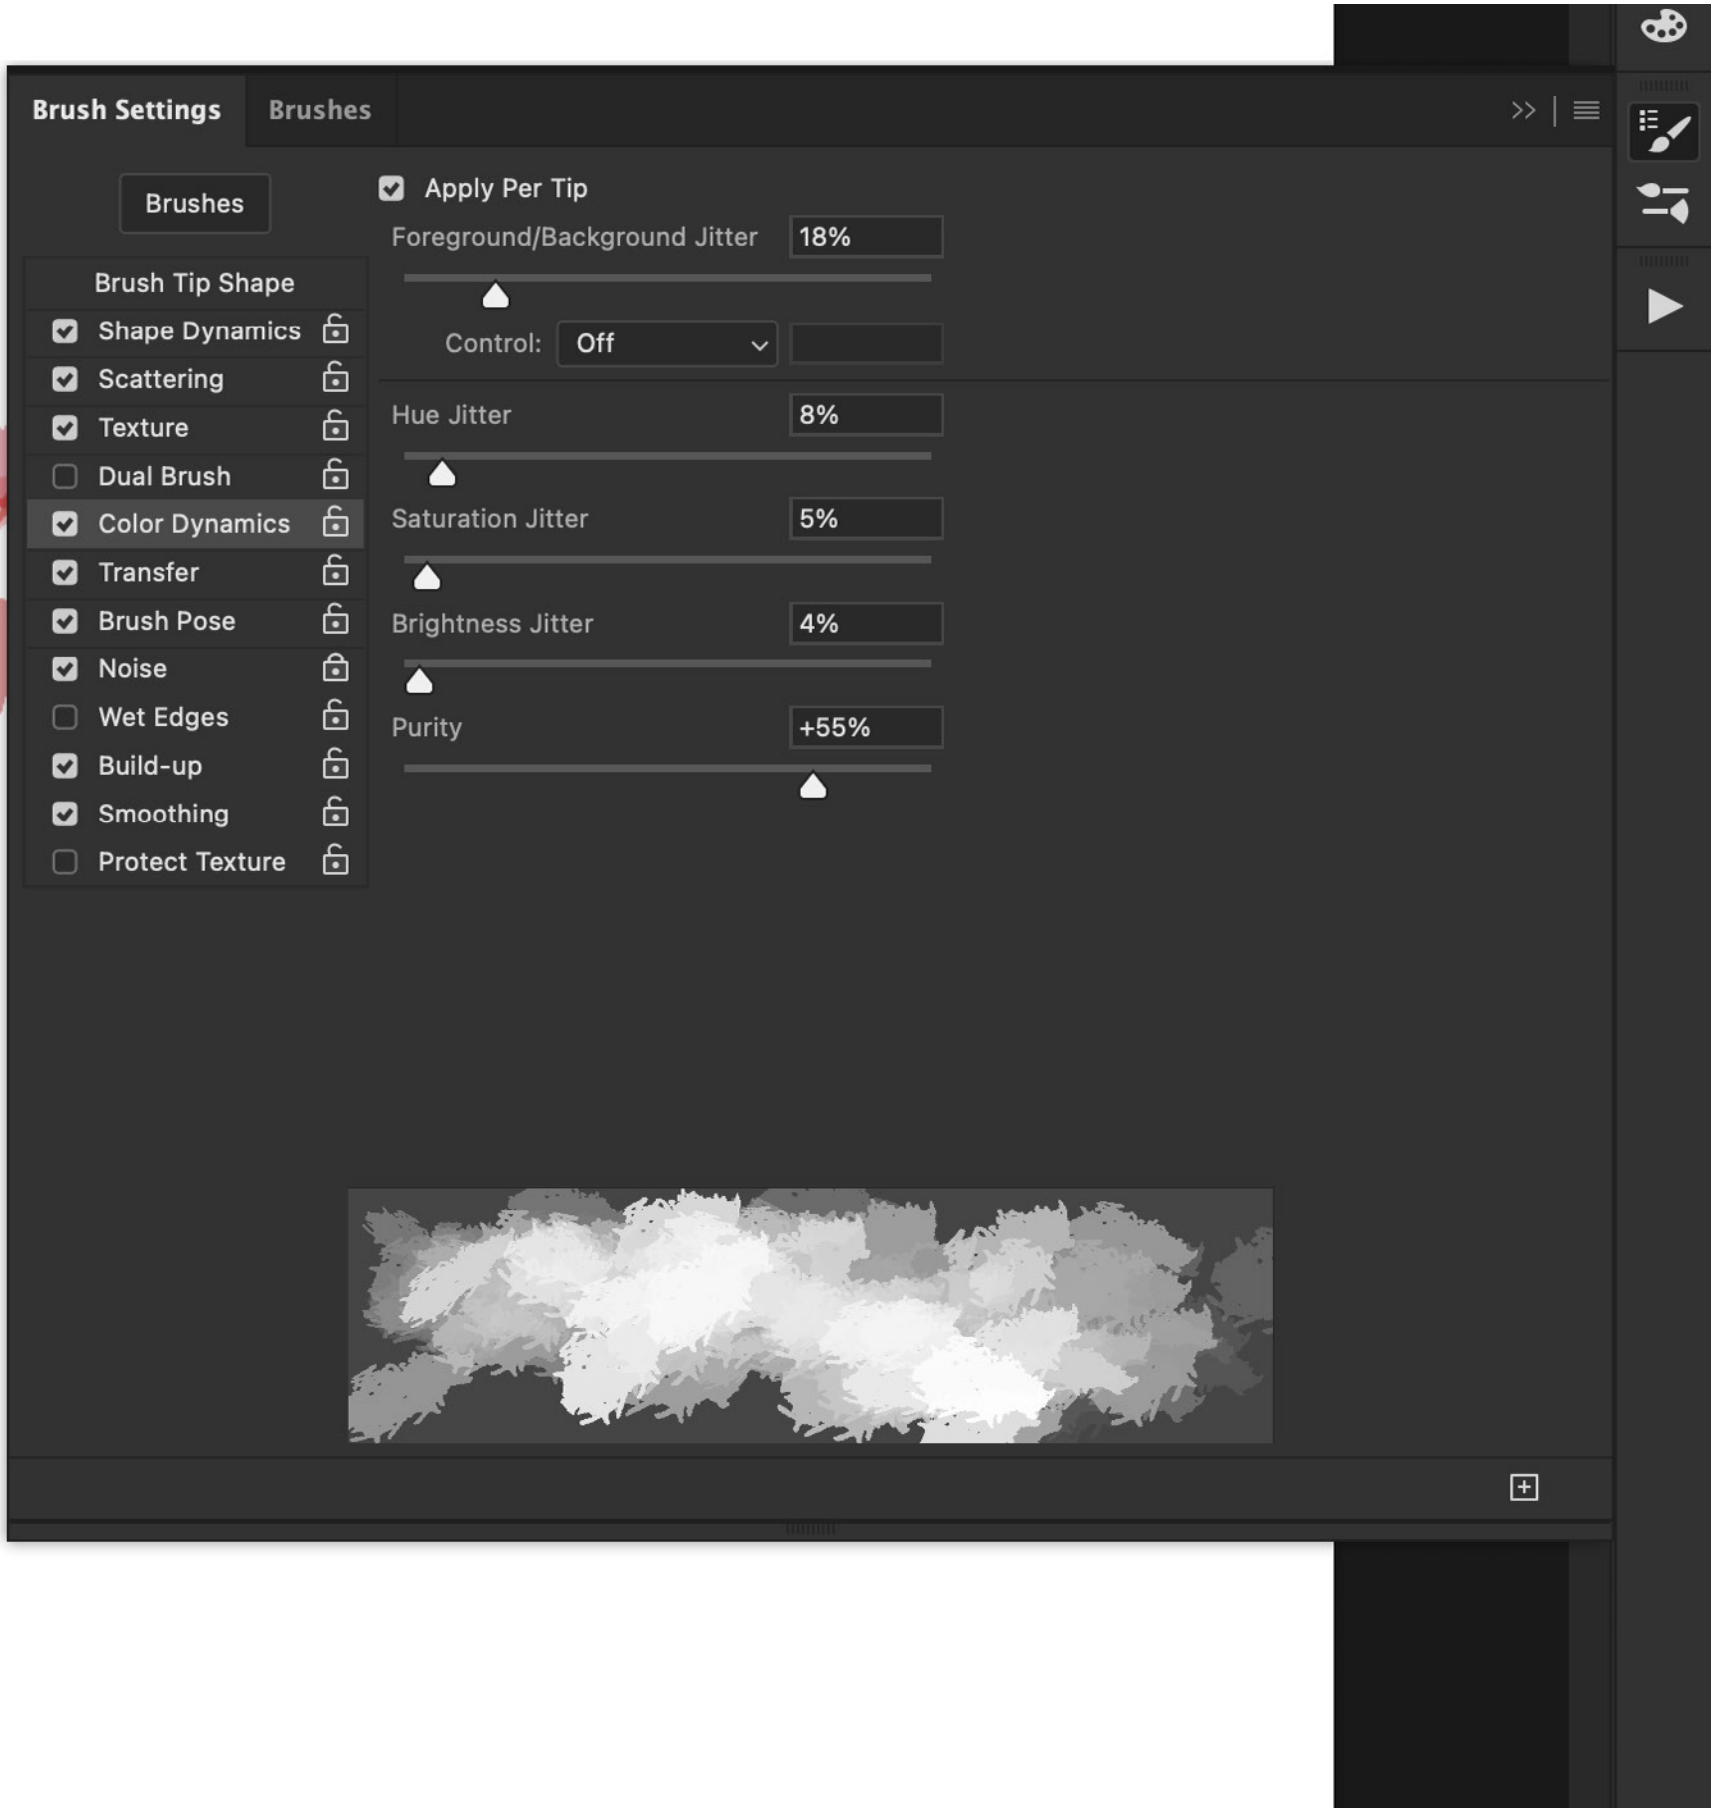 Brush Settings Brushes
Brushes
Apply Per Tip
Foreground/Background Jitter 18%
Brush Tip Shape
Shape Dynamics
Control: Off
Scattering
Hue Jitter 8%
Texture
Dual Brush
Saturation Jitter 5%
Color Dynamics
Transfer
Brush Pose
Brightness Jitter 4%
Noise
Wet Edges
Purity +55%
Build-up
Smoothing
Protect Texture